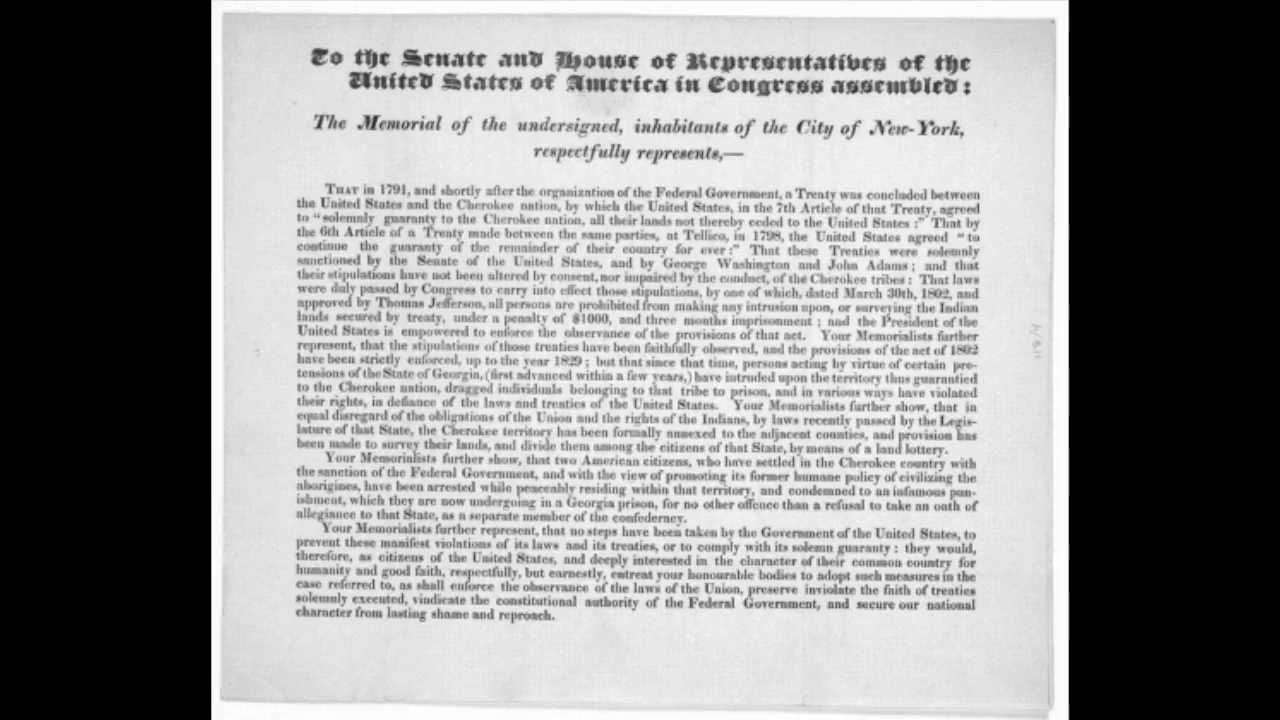 To the Senate and House of Representatives of the
United States of America in Congress assembled:
The Memorial of the undersigned, inhabitants of the City of New-York,
respectfully represents,—
THAT in 1791, and shortly after the organization of the Federal Government, a Treaty was concluded between
the United States and the Cherokee nation, by which the United States, in the 7th Article of that Treaty, agreed
to "solemnly guaranty to the Cherokee nation, all their lands not thereby ceded to the United States:" That by
the 6th Article of a Treaty made between the same parties, at Tellico, in 1798, the United States agreed "to
continue the guaranty of the remainder of their country for ever:" That these Treaties were solemnly
sanctioned by the Senate of the United States, and by George Washington and John Adams; and that
their stipulations have not been altered by consent, nor impaired by the conduct, of the Cherokee tribes: That laws
were duly passed by Congress to carry into effect those stipulations, by one of which, dated March 30th, 1802, and
approved by Thomas Jefferson, all persons are prohibited from making any intrusion upon, or surveying the Indian
lands secured by treaty, under a penalty of $1000, and three months imprisonment; and the President of the
United States is empowered to enforce the observance of the provisions of that act. Your Memorialists further
represent, that the stipulations of those treaties have been faithfully observed, and the provisions of the act of 1802
have been strictly enforced, up to the year 1829; but that since that time, persons acting by virtue of certain pre-
tensions of the State of Georgia, (first advanced within a few years,) have intruded upon the territory thus guarantied
to the Cherokee nation, dragged individuals belonging to that tribe to prison, and in various ways have violated
their rights, in defiance of the laws and treaties of the United States. Your Memorialists further show, that in
equal disregard of the obligations of the Union and the rights of the Indians, by laws recently passed by the Legis-
lature of that State, the Cherokee territory has been formally annexed to the adjacent counties, and provision has
been made to survey their lands, and divide them among the citizens of that State, by means of a land lottery.
Your Memorialists further show, that two American citizens, who have settled in the Cherokee country with
the sanction of the Federal Government, and with the view of promoting its former humane policy of civilizing the
aborigines, have been arrested while peaceably residing within that territory, and condemned to an infamous pun-
ishment, which they are now undergoing in a Georgia prison, for no other offence than a refusal to take an oath of
allegiance to that State, as a separate member of the confederacy.
Your Memorialists further represent, that no steps have been taken by the Government of the United States, to
prevent these manifest violations of its laws and its treaties, or to comply with its solemn guaranty: they would,
therefore, as citizens of the United States, and deeply interested in the character of their common country for
humanity and good faith, respectfully, but earnestly, entreat your honourable bodies to adopt such measures in the
case referred to, as shall enforce the observance of the laws of the Union, preserve inviolate the faith of treaties
solemnly executed, vindicate the constitutional authority of the Federal Government, and secure our national
character from lasting shame and reproach.